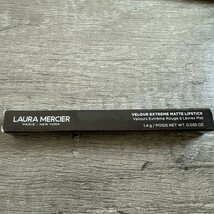 LAURA MERCIER
PARIS / NEW YORK
VELOUR EXTREME MATTE LIPSTICK
Velours Extrême Rouge à Lèvres Mat
1.4 g / POIDS NET WT. 0.035 OZ